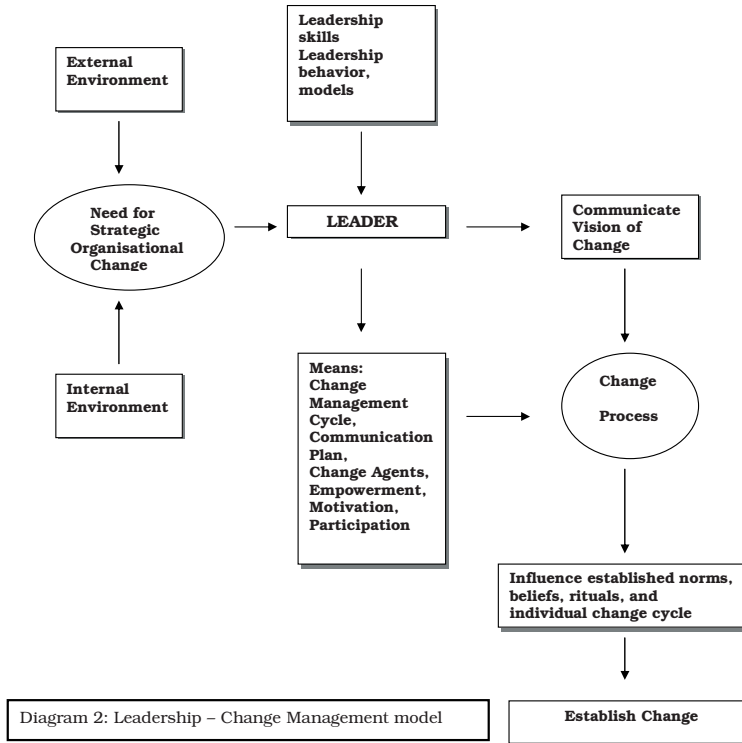 Leadership
skills
Leadership
behavior,
models
External
Environment
Need for
Strategic
Organisational
Change
LEADER
Communicate
Vision of
Change
Internal
Environment
Means:
Change
Management
Cycle,
Communication
Plan,
Change Agents,
Empowerment,
Motivation,
Participation
Change
Process
Influence established norms,
beliefs, rituals, and
individual change cycle
Establish Change
Diagram 2: Leadership – Change Management model